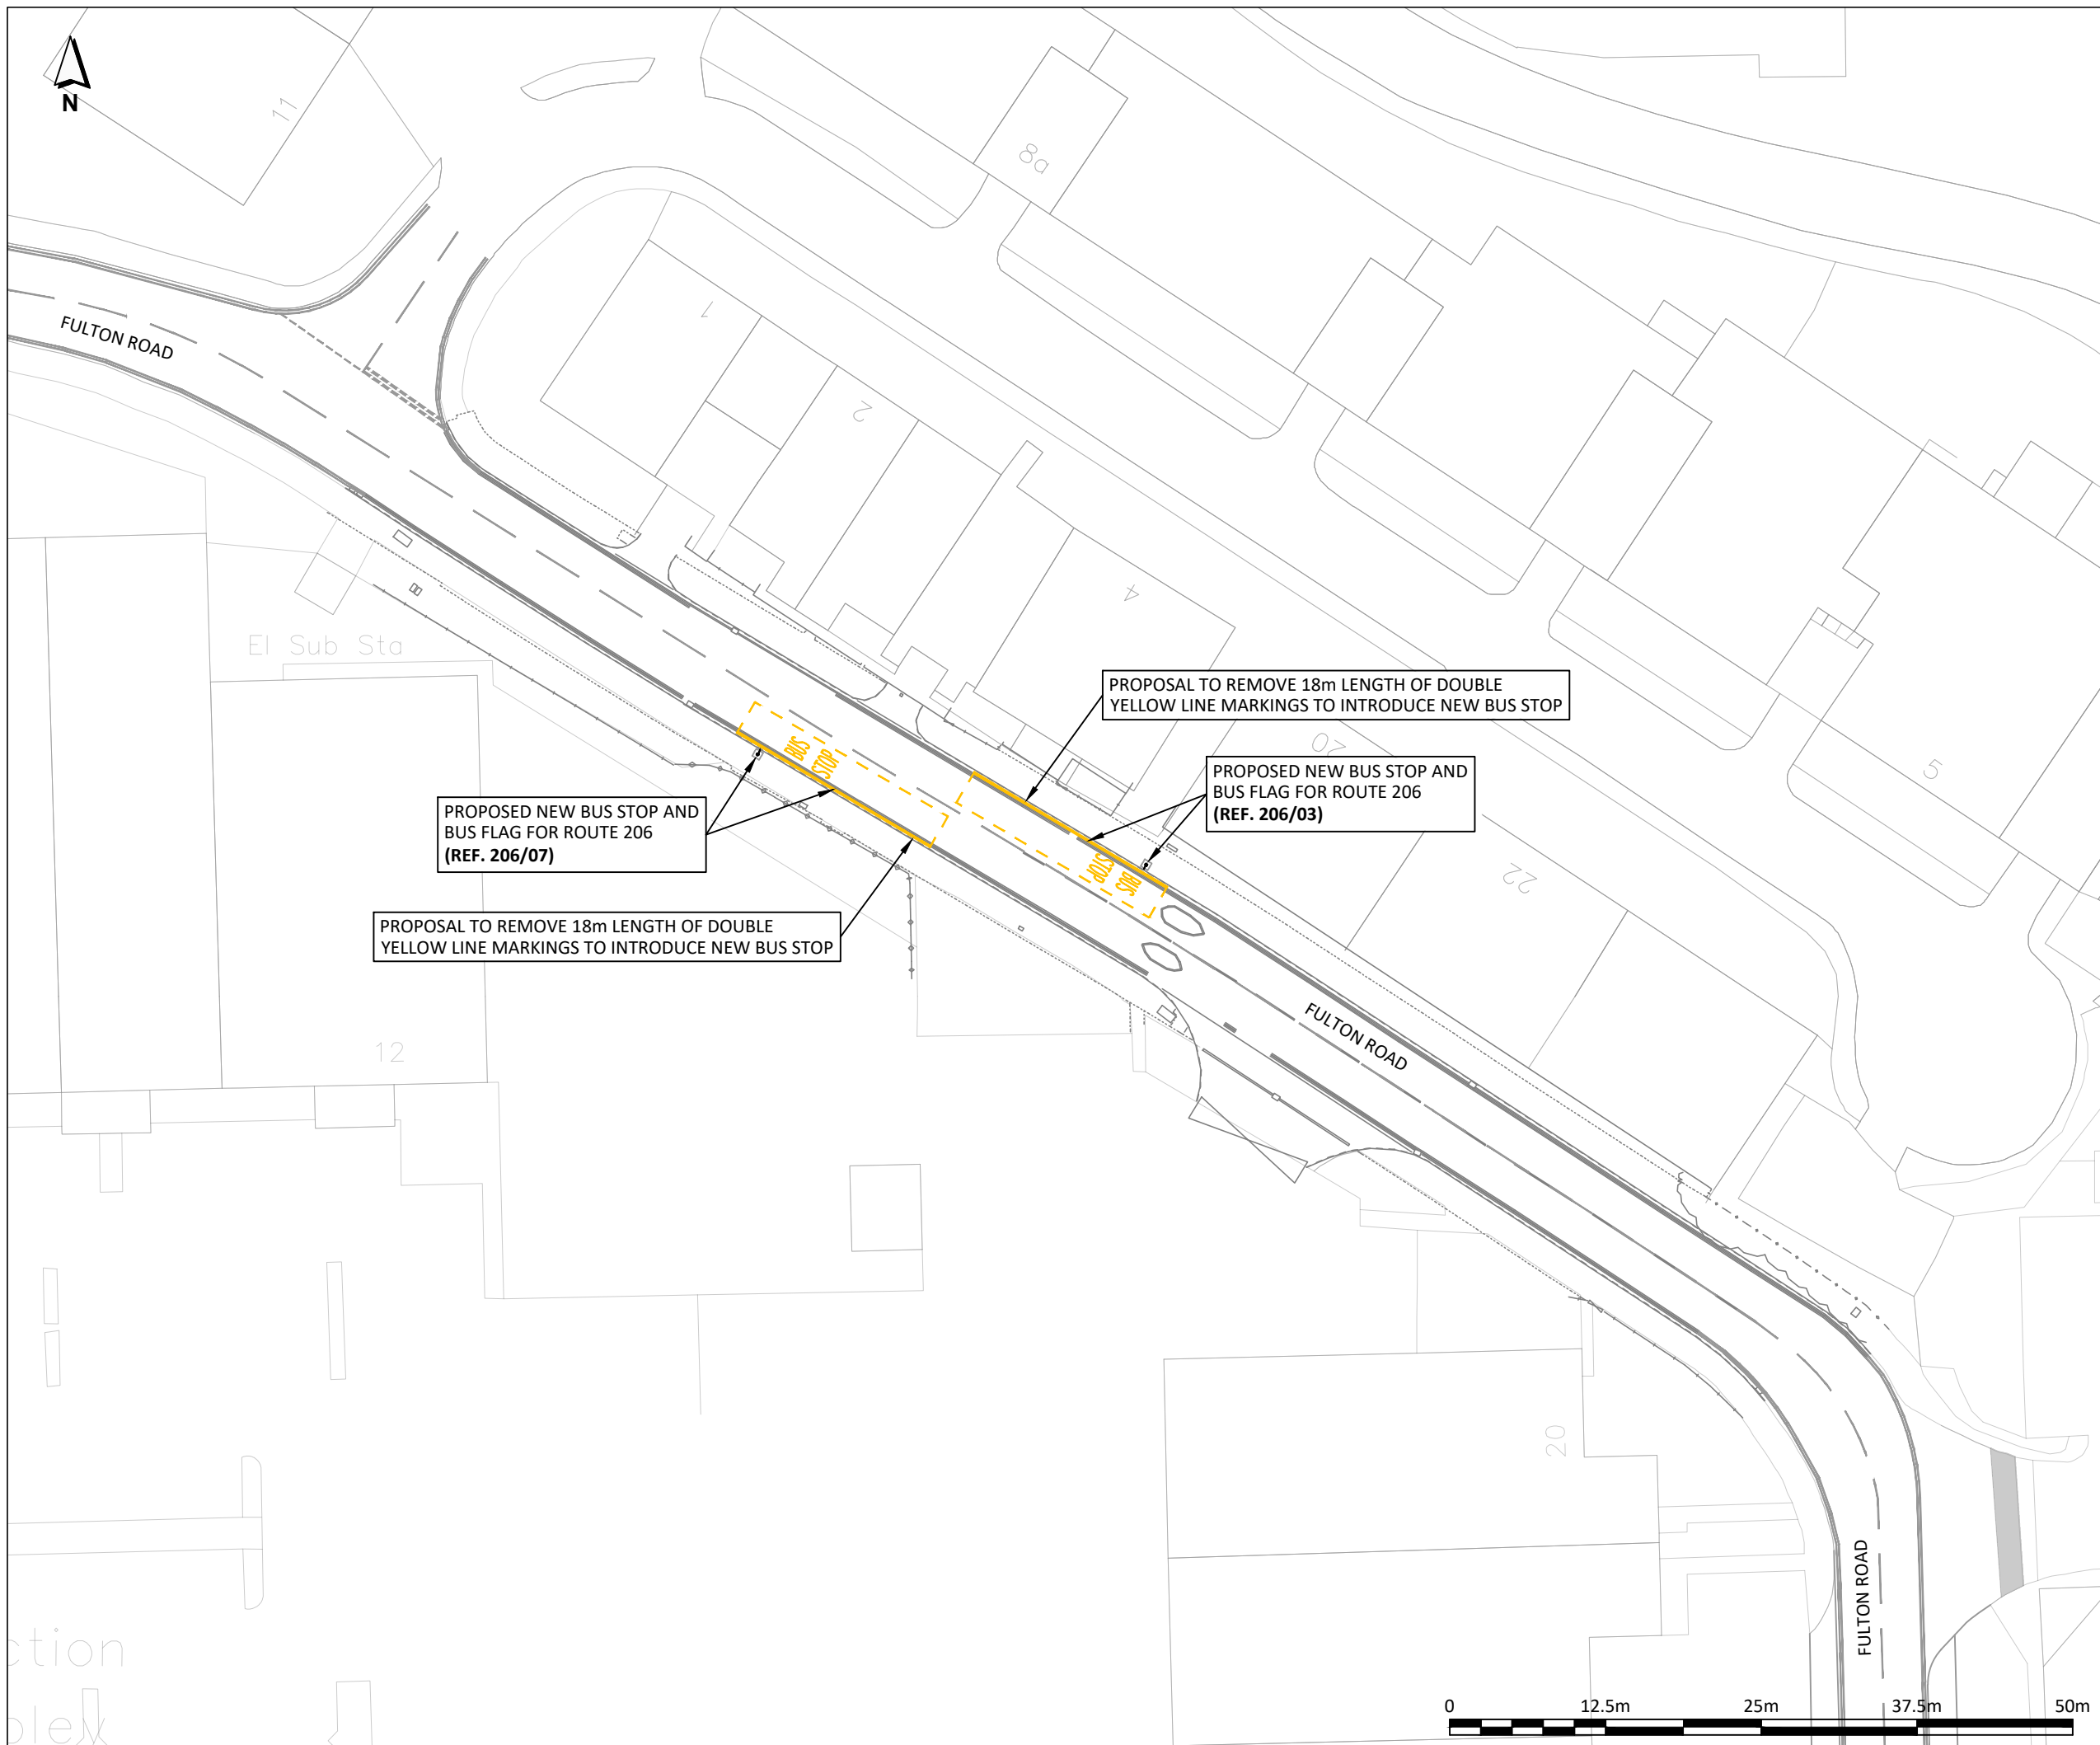 N
11
8a
FULTON ROAD
1
2
4
El Sub Sta
PROPOSAL TO REMOVE 18m LENGTH OF DOUBLE
YELLOW LINE MARKINGS TO INTRODUCE NEW BUS STOP
20
5
BUS
STOP
PROPOSED NEW BUS STOP AND
BUS FLAG FOR ROUTE 206
(REF. 206/03)
PROPOSED NEW BUS STOP AND
BUS FLAG FOR ROUTE 206
(REF. 206/07)
BUS
STOP
22
PROPOSAL TO REMOVE 18m LENGTH OF DOUBLE
YELLOW LINE MARKINGS TO INTRODUCE NEW BUS STOP
FULTON ROAD
12
20
FULTON ROAD
ction
plex
0 12.5m 25m 37.5m 50m